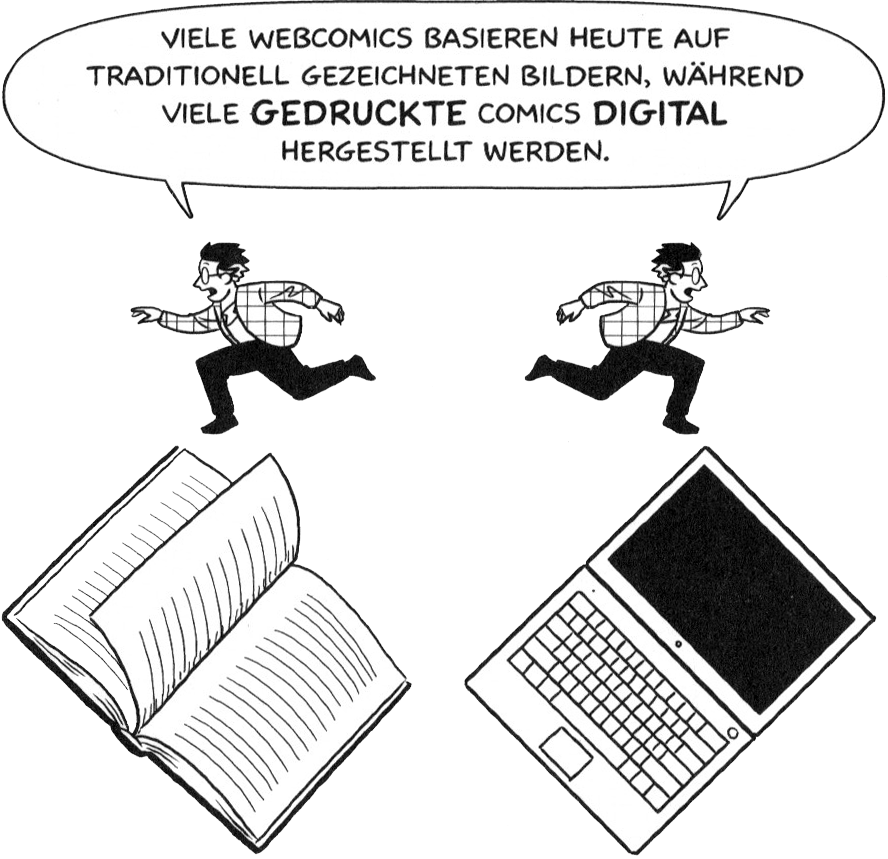 VIELE WEBCOMICS BASIEREN HEUTE AUF
TRADITIONELL GEZEICHNETEN BILDERN, WÄHREND
VIELE GEDRUCKTE COMICS DIGITAL
HERGESTELLT WERDEN.